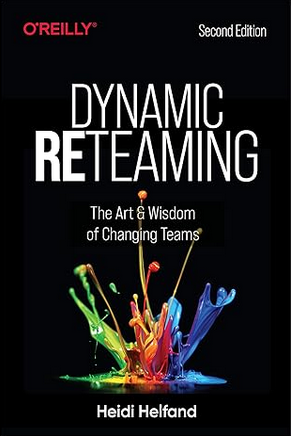 O'REILLY®
Second Edition
DYNAMIC
RETEAMING
The Art & Wisdom
of Changing Teams
Heidi Helfand